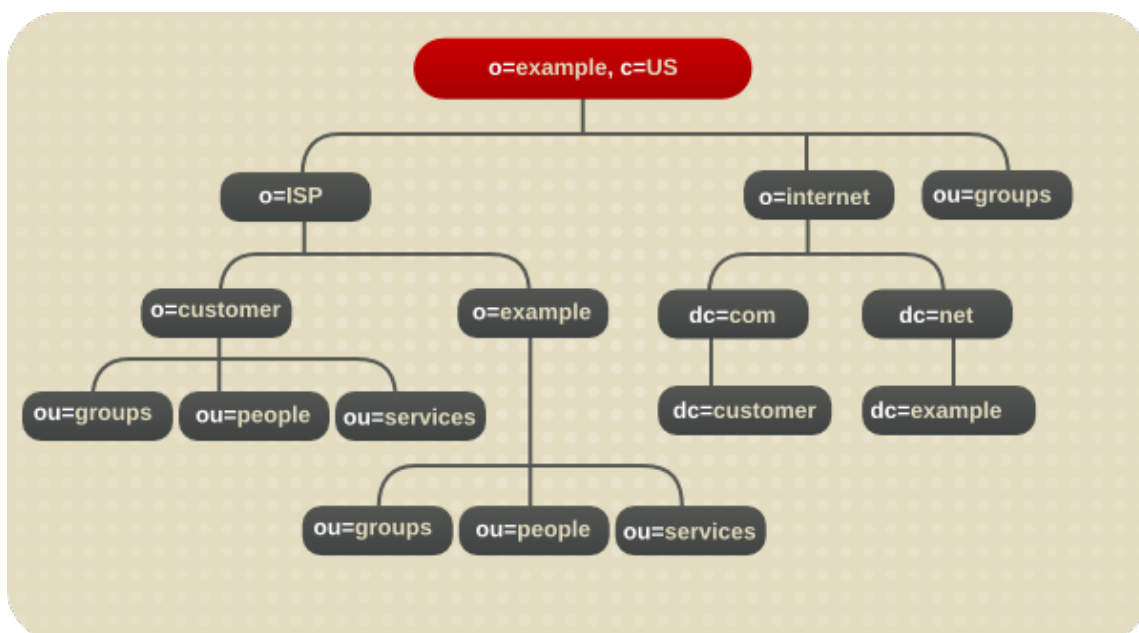 o=example, c=US
o=ISP
o=internet
ou=groups
o=customer
o=example
dc=com
dc=net
ou=groups
ou=people
ou=services
dc=customer
dc=example
ou=groups
ou=people
ou=services